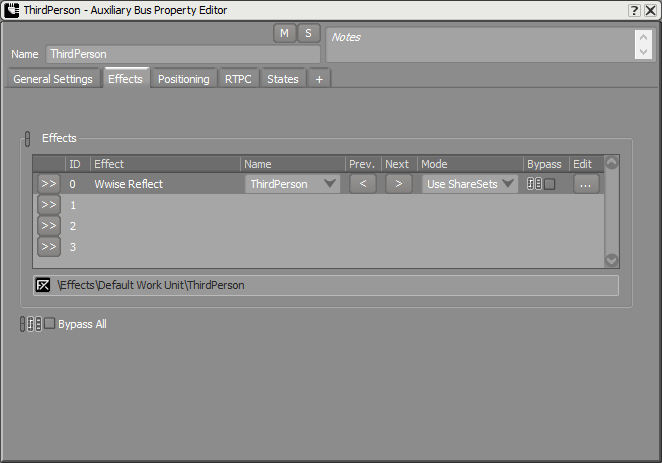 ThirdPerson - Auxiliary Bus Property Editor ? X
M S
Notes
Name ThirdPerson
General Settings Effects Positioning RTPC States +
Effects
ID Effect Name Prev. Next Mode Bypass Edit
>> 0 Wwise Reflect ThirdPerson < > Use ShareSets ...
>> 1
>> 2
>> 3
FX \Effects\Default Work Unit\ThirdPerson
Bypass All